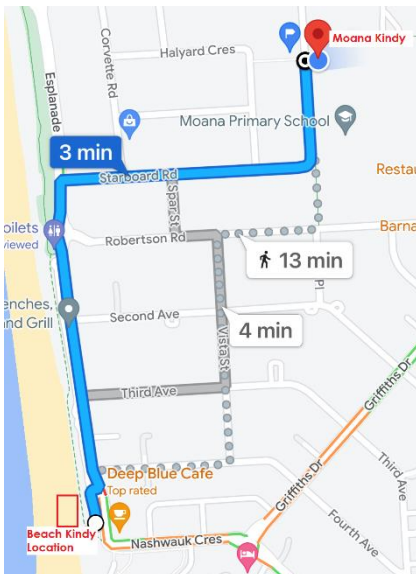 Moana Kindy
Corvette Rd
Halyard Cres
Esplanade
Moana Primary School
3 min
Starboard Rd
Restau
Spar St
oilets
viewed
Robertson Rd
Barna
13 min
Pl
enches,
nd Grill
Second Ave
4 min
Vista St
Third Ave
Griffiths Dr
Deep Blue Cafe
Top rated
Third Ave
Griffiths Dr
Beach Kindy
Location
Fourth Ave
Nashwauk Cres